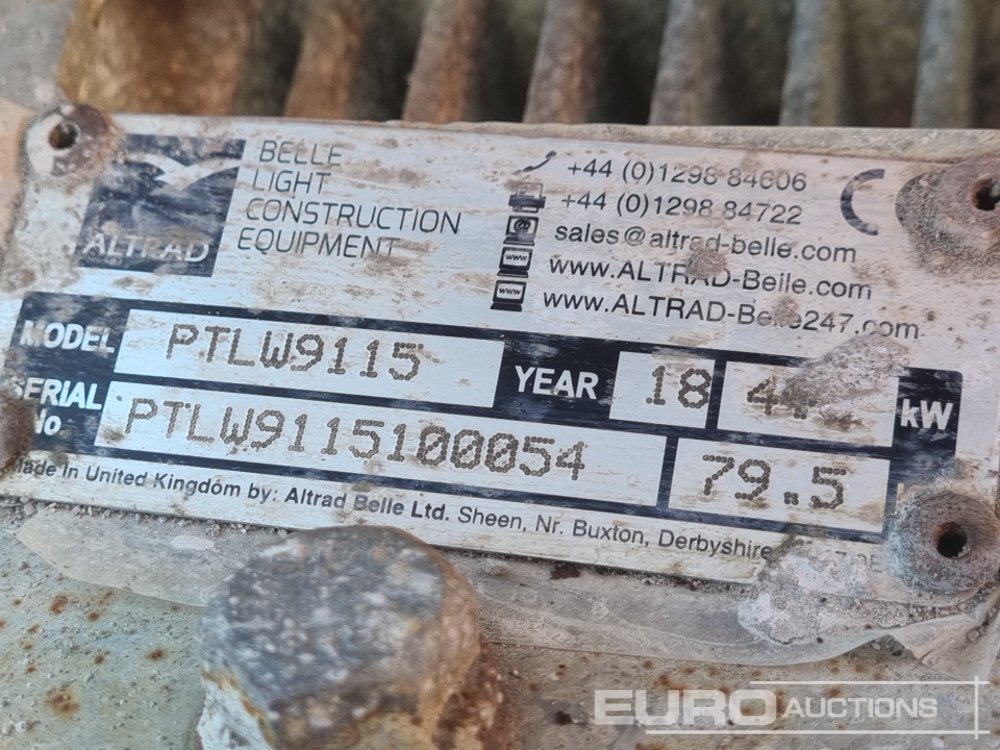 ALTRAD
BELLE
LIGHT
CONSTRUCTION
EQUIPMENT
+44 (0)1298 84606
+44 (0)1298 84722
sales@altrad-belle.com
www.ALTRAD-Belle.com
www.ALTRAD-Belle247.com
MODEL PTLW9115 YEAR 18 kW
SERIAL No PTLW9115100054 79.5
Made In United Kingdom by: Altrad Belle Ltd. Sheen, Nr. Buxton, Derbyshire
EURO AUCTIONS